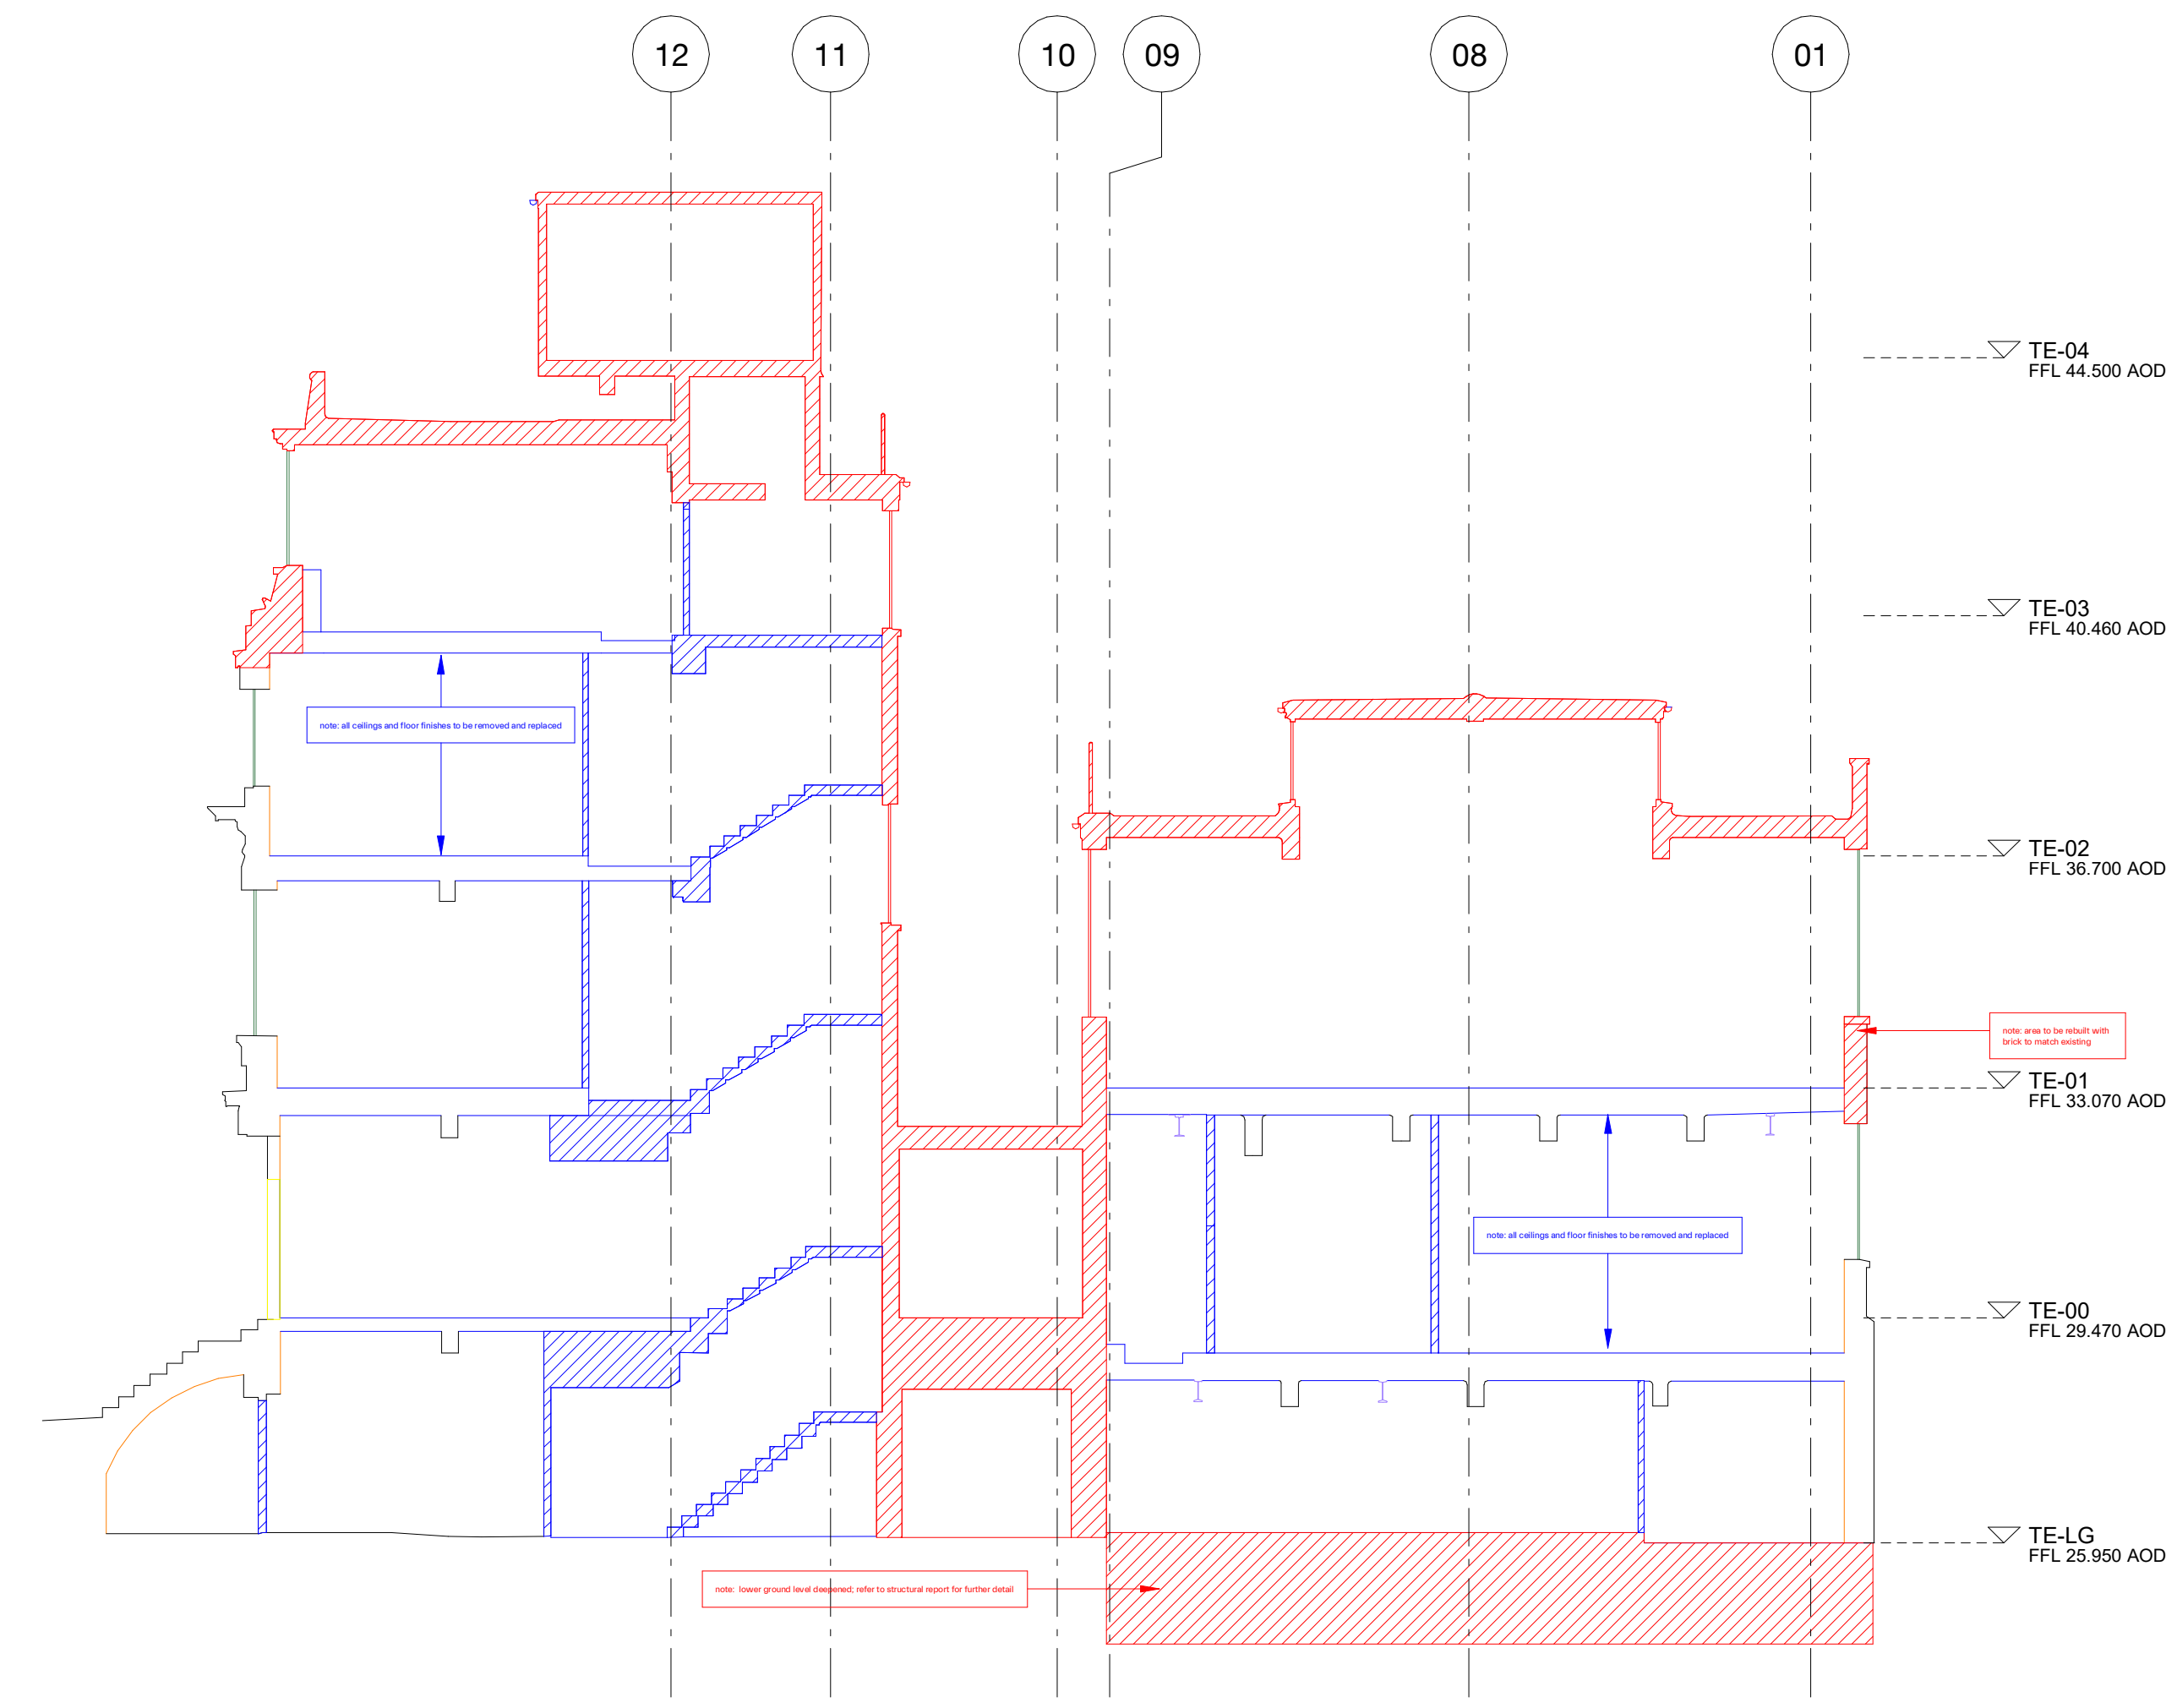 12
11
10
09
08
01
TE-04
FFL 44.500 AOD
TE-03
FFL 40.460 AOD
note: all ceilings and floor finishes to be removed and replaced
TE-02
FFL 36.700 AOD
note: area to be rebuilt with
brick to match existing
TE-01
FFL 33.070 AOD
note: all ceilings and floor finishes to be removed and replaced
TE-00
FFL 29.470 AOD
TE-LG
FFL 25.950 AOD
note: lower ground level deepened; refer to structural report for further detail